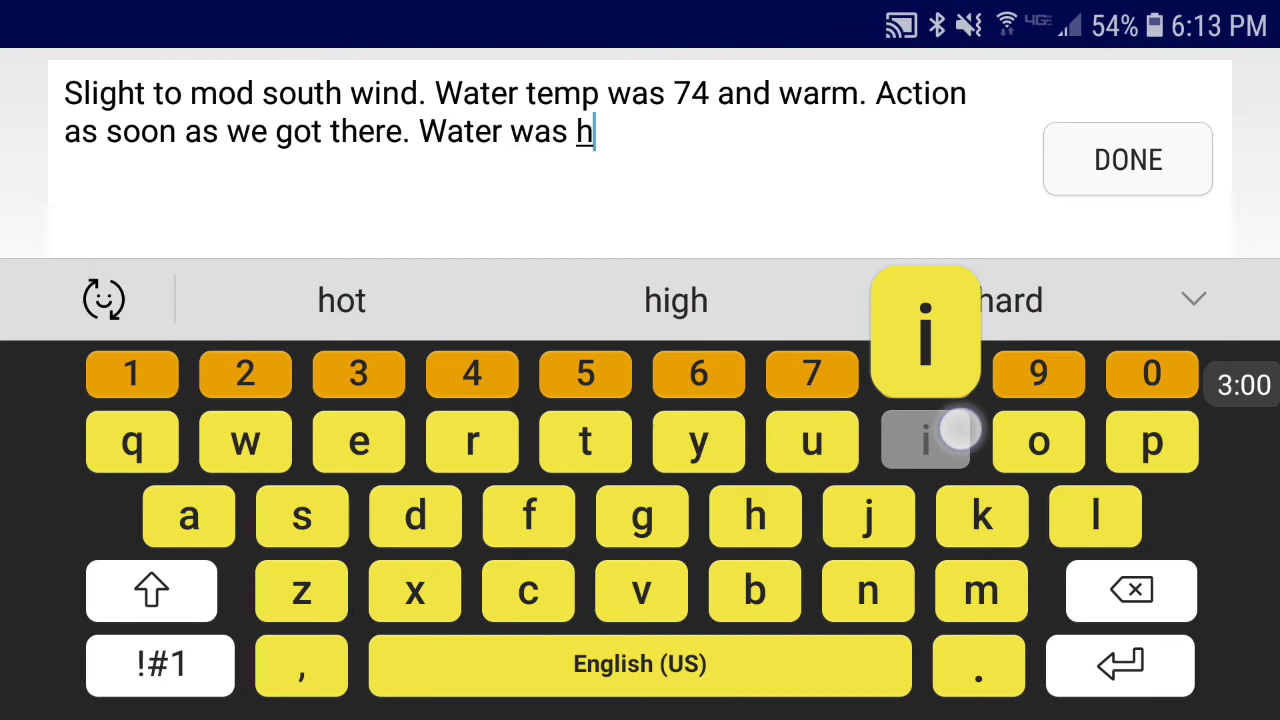 4G 54% 6:13 PM
Slight to mod south wind. Water temp was 74 and warm. Action
as soon as we got there. Water was h
DONE
hot high hard
i
1 2 3 4 5 6 7 9 0
3:00
q w e r t y u i o p
a s d f g h j k l
z x c v b n m
!#1 , English (US) .